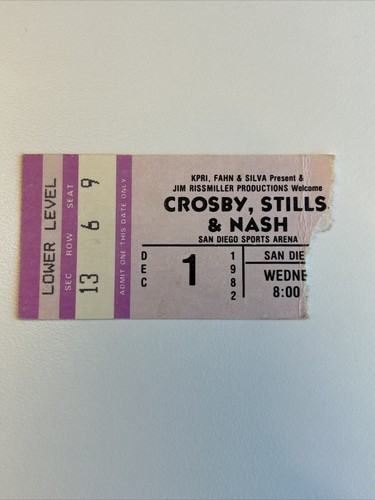 LOWER LEVEL
SEC ROW SEAT
13 6 9
ADMIT ONE THIS DATE ONLY
KPRI, FAHN & SILVA Present &
JIM RISSMILLER PRODUCTIONS Welcome
CROSBY, STILLS
& NASH
SAN DIEGO SPORTS ARENA
DEC 1 1982
SAN DIE
WEDNE
8:00